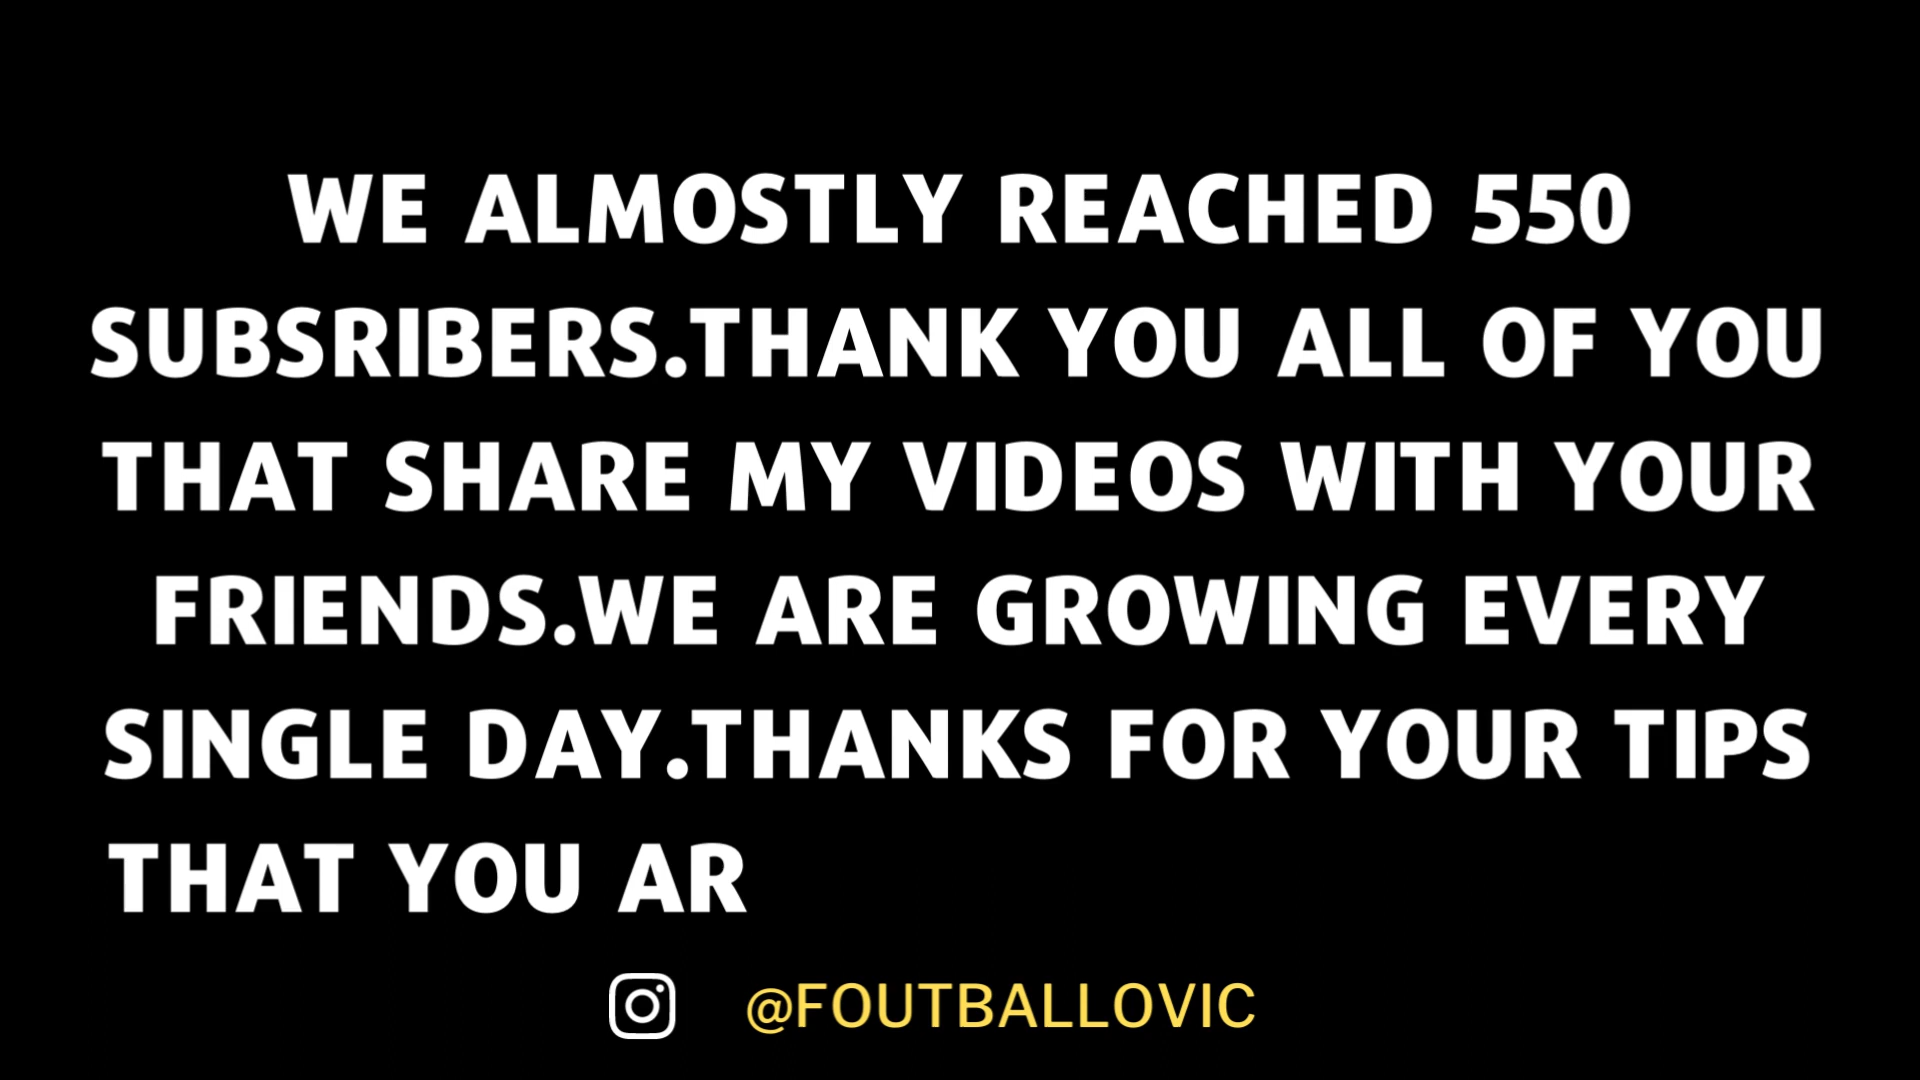 WE ALMOSTLY REACHED 550
SUBSRIBERS.THANK YOU ALL OF YOU
THAT SHARE MY VIDEOS WITH YOUR
FRIENDS.WE ARE GROWING EVERY
SINGLE DAY.THANKS FOR YOUR TIPS
THAT YOU AR
@FOUTBALLOVIC